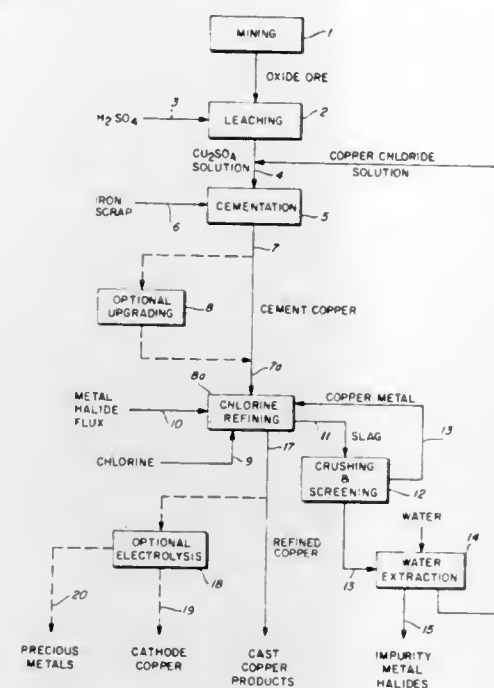 MINING
1
OXIDE ORE
H2SO4
3
LEACHING
2
CU2SO4
SOLUTION
4
COPPER CHLORIDE
SOLUTION
IRON
SCRAP
6
CEMENTATION
5
7
OPTIONAL
UPGRADING
8
CEMENT COPPER
7a
8a
METAL
HALIDE
FLUX
10
CHLORINE
REFINING
COPPER METAL
11
SLAG
13
CHLORINE
9
17
CRUSHING
&
SCREENING
12
WATER
OPTIONAL
ELECTROLYSIS
18
REFINED
COPPER
13
WATER
EXTRACTION
14
20
19
15
PRECIOUS
METALS
CATHODE
COPPER
CAST
COPPER
PRODUCTS
IMPURITY
METAL
HALIDES